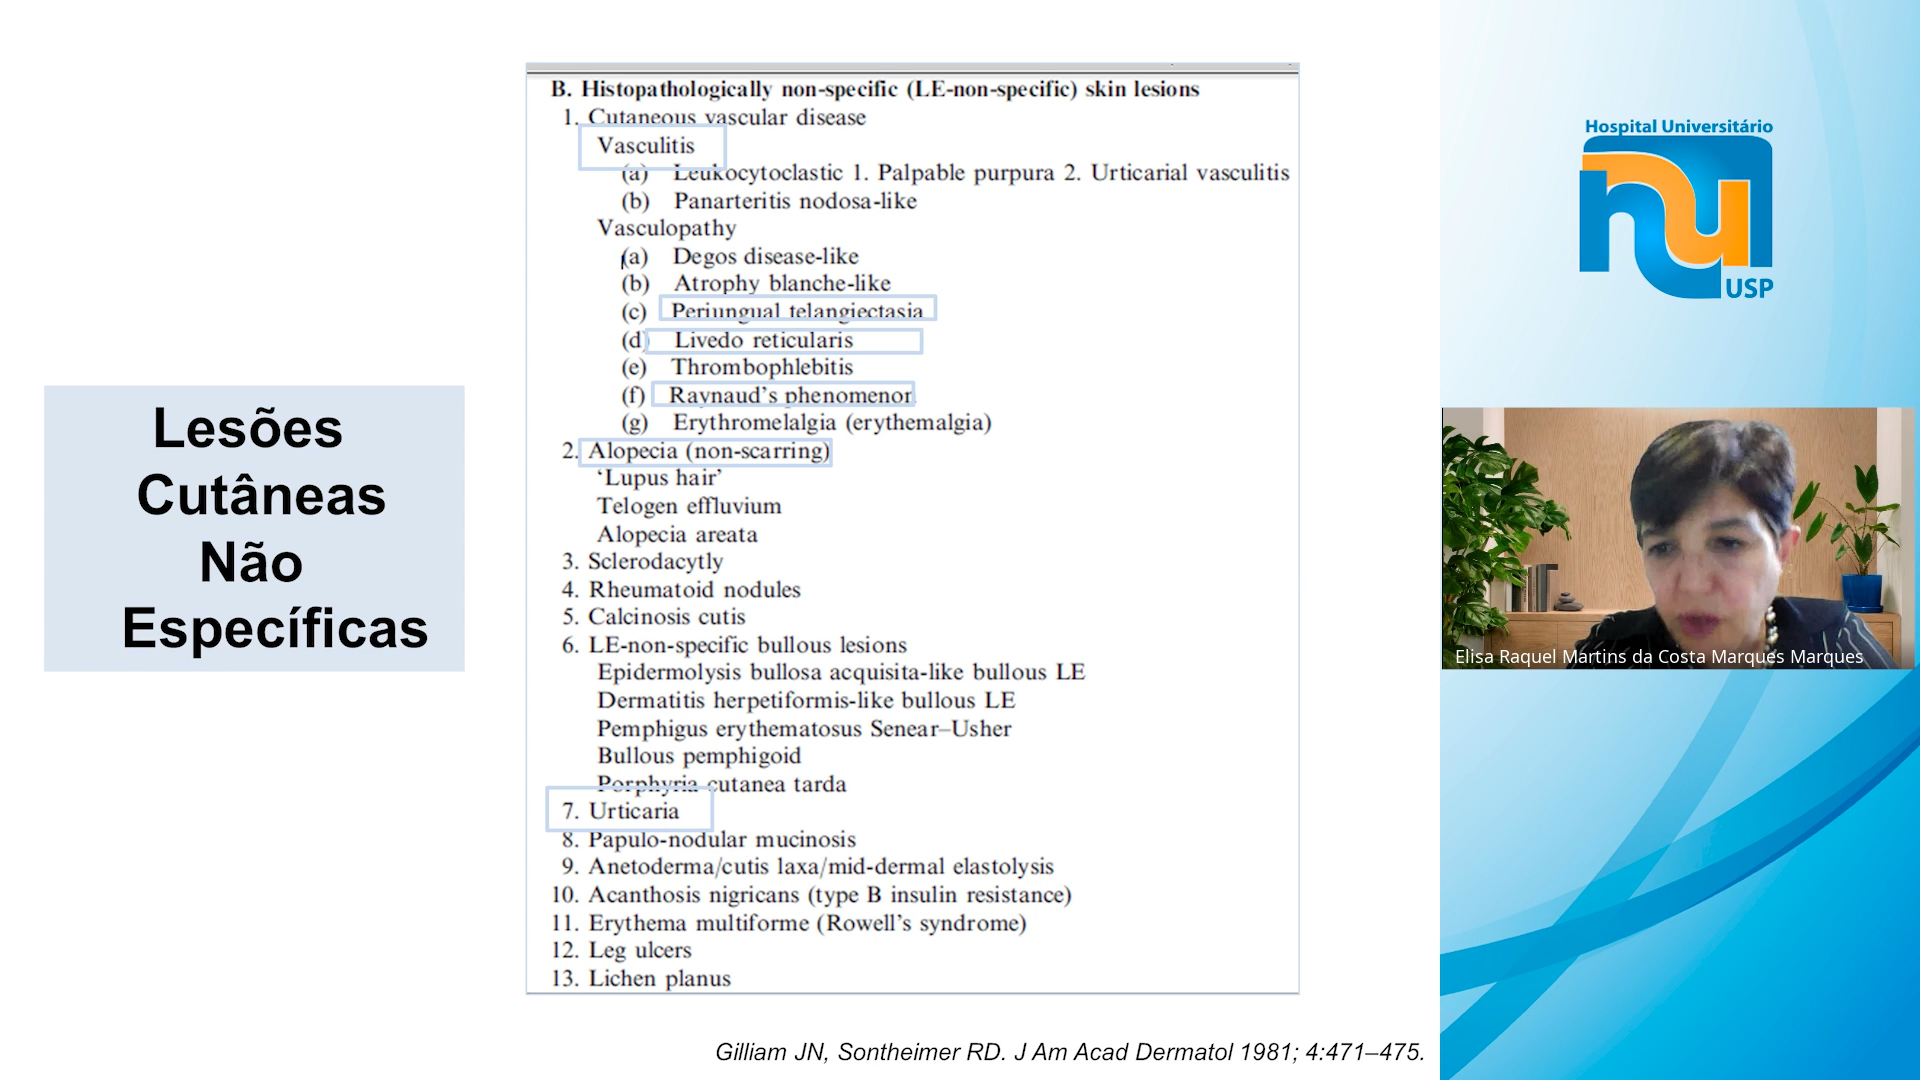 Lesões
Cutâneas
Não
Específicas
B. Histopathologically non-specific (LE-non-specific) skin lesions
1. Cutaneous vascular disease
Vasculitis
(a) Leukocytoclastic 1. Palpable purpura 2. Urticarial vasculitis
(b) Panarteritis nodosa-like
Vasculopathy
(a) Degos disease-like
(b) Atrophy blanche-like
(c) Periungual telangiectasia
(d) Livedo reticularis
(e) Thrombophlebitis
(f) Raynaud's phenomenon
(g) Erythromelalgia (erythemalgia)
2. Alopecia (non-scarring)
‘Lupus hair’
Telogen effluvium
Alopecia areata
3. Sclerodacytly
4. Rheumatoid nodules
5. Calcinosis cutis
6. LE-non-specific bullous lesions
Epidermolysis bullosa acquisita-like bullous LE
Dermatitis herpetiformis-like bullous LE
Pemphigus erythematosus Senear–Usher
Bullous pemphigoid
Porphyria cutanea tarda
7. Urticaria
8. Papulo-nodular mucinosis
9. Anetoderma/cutis laxa/mid-dermal elastolysis
10. Acanthosis nigricans (type B insulin resistance)
11. Erythema multiforme (Rowell's syndrome)
12. Leg ulcers
13. Lichen planus
Gilliam JN, Sontheimer RD. J Am Acad Dermatol 1981; 4:471–475.
Hospital Universitário
hu
USP
Elisa Raquel Martins da Costa Marques Marques